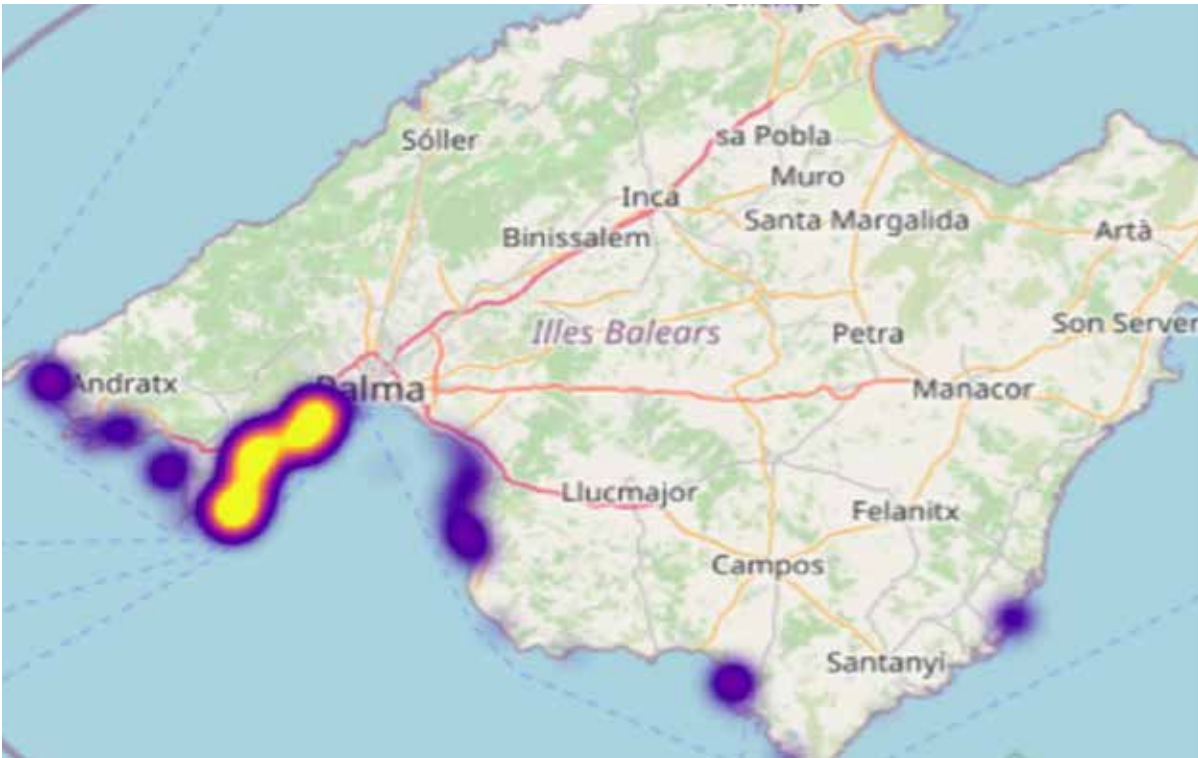 Sóller
sa Pobla
Muro
Inca
Santa Margalida
Binissalem
Artà
Illes Balears
Petra
Son Server
Andratx
Palma
Manacor
Llucmajor
Felanitx
Campos
Santanyí